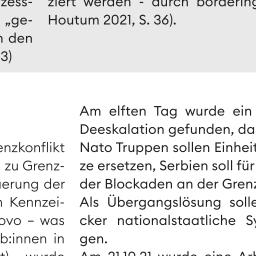 zess-
„ge-
n den
3)
ziert werden - durch bordering
Houtum 2021, S. 36).
enzkonflikt
zu Grenz-
erung der
n Kennzei-
ovo – was
b:innen in
Am elften Tag wurde ein
Deeskalation gefunden, da
Nato Truppen sollen Einheit
ze ersetzen, Serbien soll für
der Blockaden an der Grenz
Als Übergangslösung solle
cker nationalstaatliche Sy
gen.